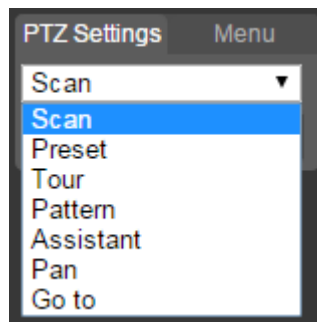 PTZ Settings Menu
Scan
Scan
Preset
Tour
Pattern
Assistant
Pan
Go to